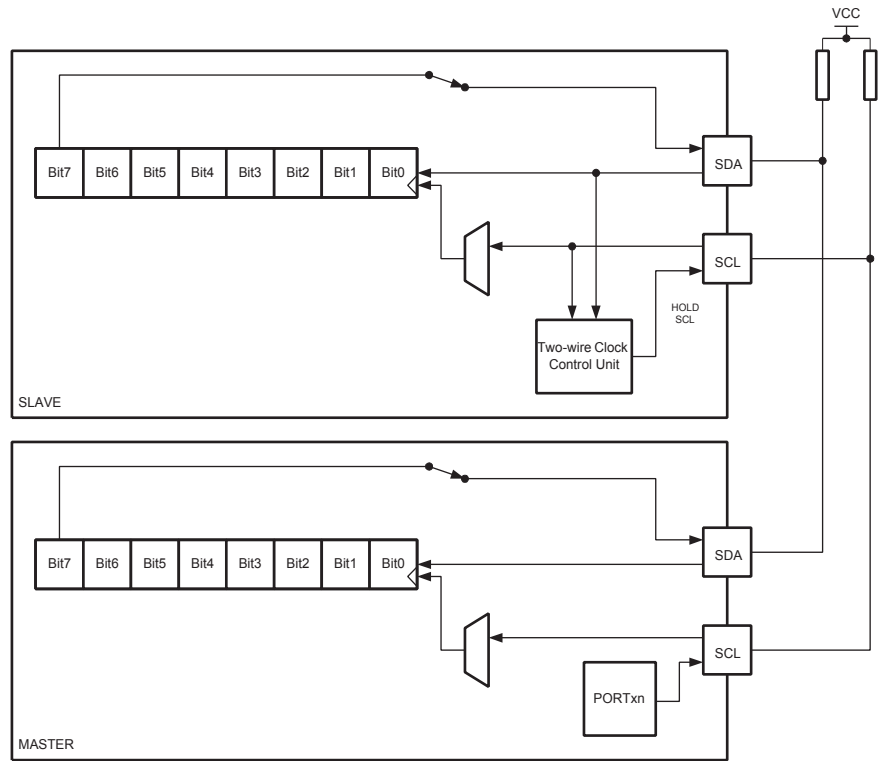 VCC
Bit7 Bit6 Bit5 Bit4 Bit3 Bit2 Bit1 Bit0
SDA
SCL
HOLD
SCL
Two-wire Clock
Control Unit
SLAVE
Bit7 Bit6 Bit5 Bit4 Bit3 Bit2 Bit1 Bit0
SDA
SCL
PORTxn
MASTER